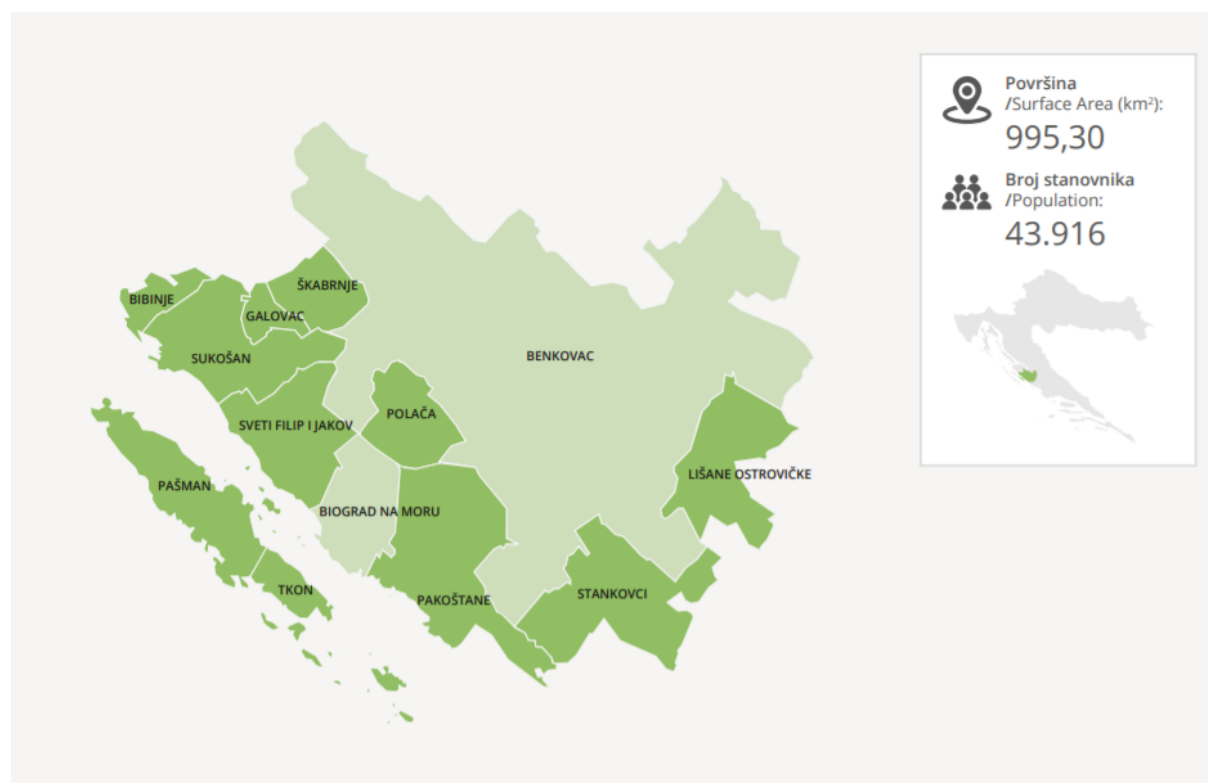 Površina
/Surface Area (km²):
995,30
Broj stanovnika
/Population:
43.916
ŠKABRNJE
BIBINJE
GALOVAC
SUKOŠAN
BENKOVAC
POLAČA
SVETI FILIP I JAKOV
LIŠANE OSTROVIČKE
PAŠMAN
BIOGRAD NA MORU
TKON
STANKOVCI
PAKOŠTANE